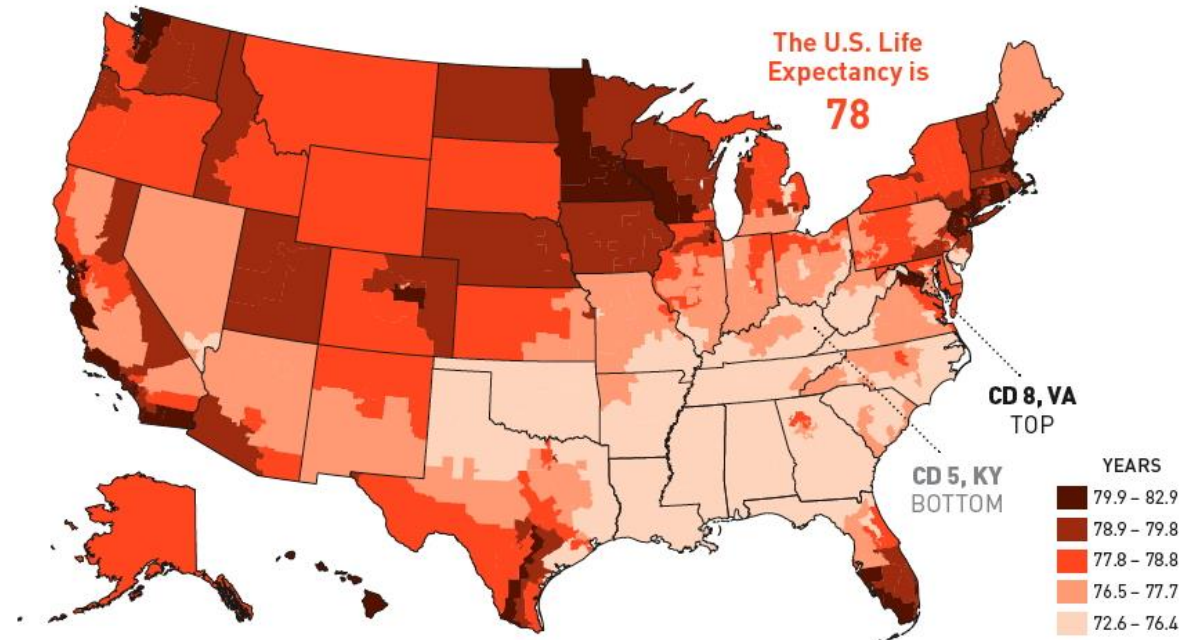 The U.S. Life
Expectancy is
78
CD 8, VA
TOP
CD 5, KY
BOTTOM
YEARS
79.9 – 82.9
78.9 – 79.8
77.8 – 78.8
76.5 – 77.7
72.6 – 76.4